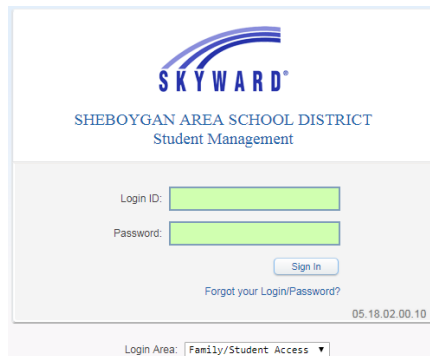 SKYWARD®
SHEBOYGAN AREA SCHOOL DISTRICT
Student Management
Login ID:
Password:
Sign In
Forgot your Login/Password?
05.18.02.00.10
Login Area: Family/Student Access ▼